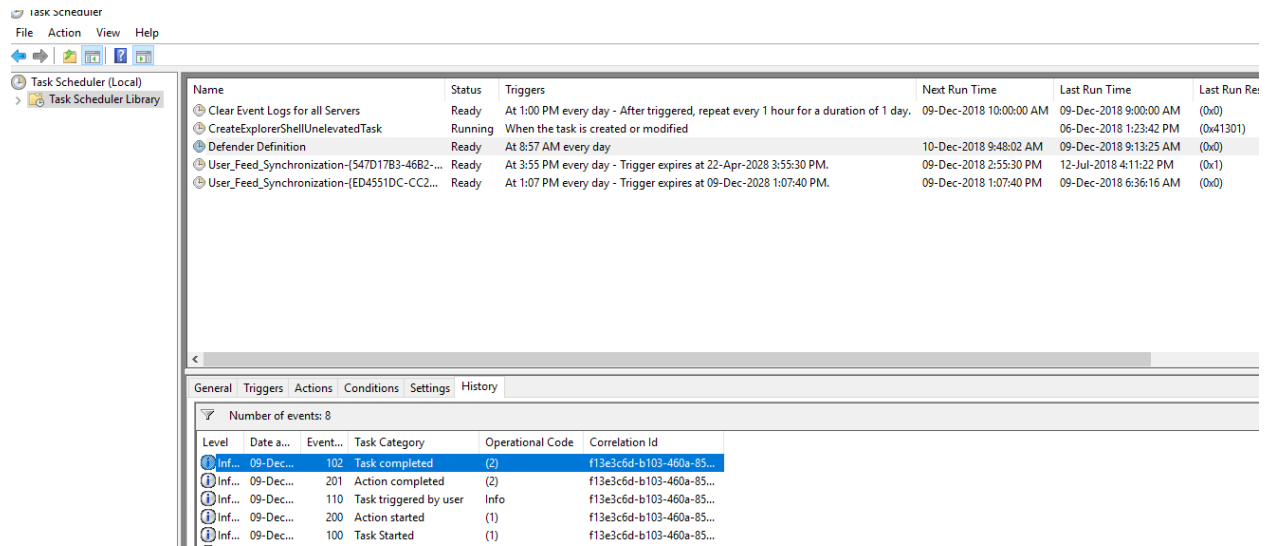 Task Scheduler
File Action View Help
Task Scheduler (Local)
Task Scheduler Library
Name Status Triggers Next Run Time Last Run Time Last Run Res
Clear Event Logs for all Servers Ready At 1:00 PM every day - After triggered, repeat every 1 hour for a duration of 1 day. 09-Dec-2018 10:00:00 AM 09-Dec-2018 9:00:00 AM (0x0)
CreateExplorerShellUnelevatedTask Running When the task is created or modified 06-Dec-2018 1:23:42 PM (0x41301)
Defender Definition Ready At 8:57 AM every day 10-Dec-2018 9:48:02 AM 09-Dec-2018 9:13:25 AM (0x0)
User_Feed_Synchronization-{547D17B3-46B2-... Ready At 3:55 PM every day - Trigger expires at 22-Apr-2028 3:55:30 PM. 09-Dec-2018 2:55:30 PM 12-Jul-2018 4:11:22 PM (0x1)
User_Feed_Synchronization-{ED4551DC-CC2... Ready At 1:07 PM every day - Trigger expires at 09-Dec-2028 1:07:40 PM. 09-Dec-2018 1:07:40 PM 09-Dec-2018 6:36:16 AM (0x0)
General Triggers Actions Conditions Settings History
Number of events: 8
Level Date a... Event... Task Category Operational Code Correlation Id
Inf... 09-Dec... 102 Task completed (2) f13e3c6d-b103-460a-85...
Inf... 09-Dec... 201 Action completed (2) f13e3c6d-b103-460a-85...
Inf... 09-Dec... 110 Task triggered by user Info f13e3c6d-b103-460a-85...
Inf... 09-Dec... 200 Action started (1) f13e3c6d-b103-460a-85...
Inf... 09-Dec... 100 Task Started (1) f13e3c6d-b103-460a-85...